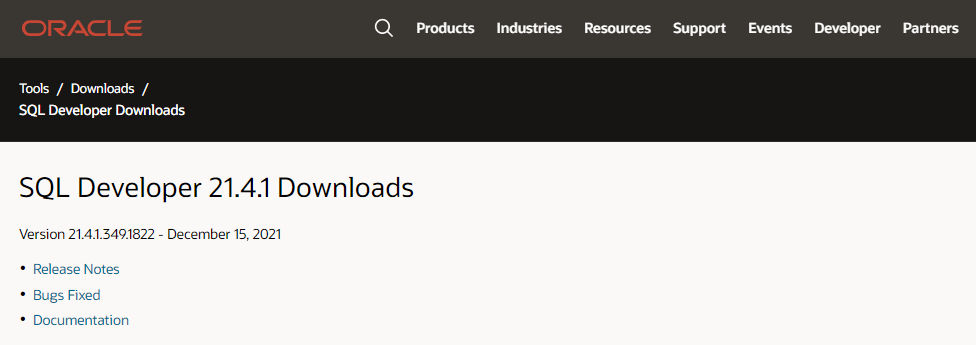 ORACLE
Products Industries Resources Support Events Developer Partners
Tools / Downloads /
SQL Developer Downloads
SQL Developer 21.4.1 Downloads
Version 21.4.1.349.1822 - December 15, 2021
• Release Notes
• Bugs Fixed
• Documentation